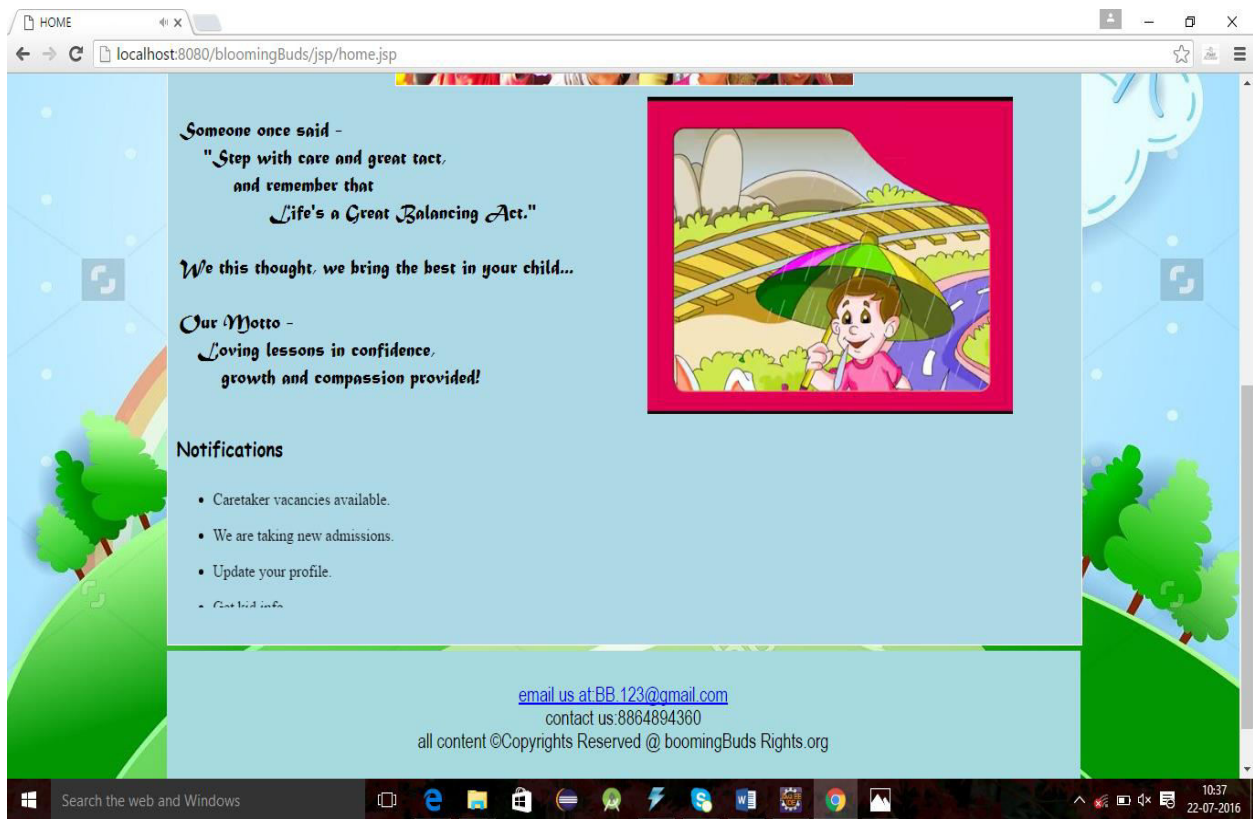 HOME
localhost:8080/bloomingBuds/jsp/home.jsp
Someone once said -
"Step with care and great tact,
and remember that
Life's a Great Balancing Act."
We this thought, we bring the best in your child...
Our Motto -
Loving lessons in confidence,
growth and compassion provided!
Notifications
• Caretaker vacancies available.
• We are taking new admissions.
• Update your profile.
• Get kid info
email us at:BB.123@gmail.com
contact us:8864894360
all content ©Copyrights Reserved @ boomingBuds Rights.org
Search the web and Windows
10:37
22-07-2016